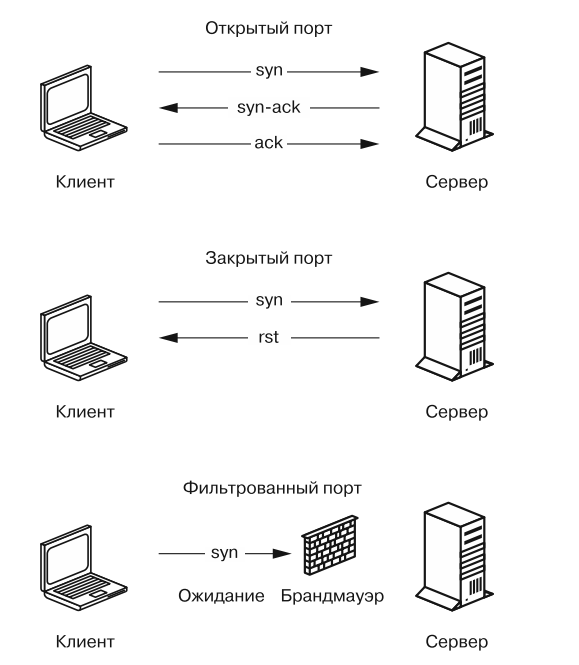 Открытый порт
syn
syn-ack
ack
Клиент Сервер
Закрытый порт
syn
rst
Клиент Сервер
Фильтрованный порт
syn
Ожидание Брандмауэр
Клиент Сервер